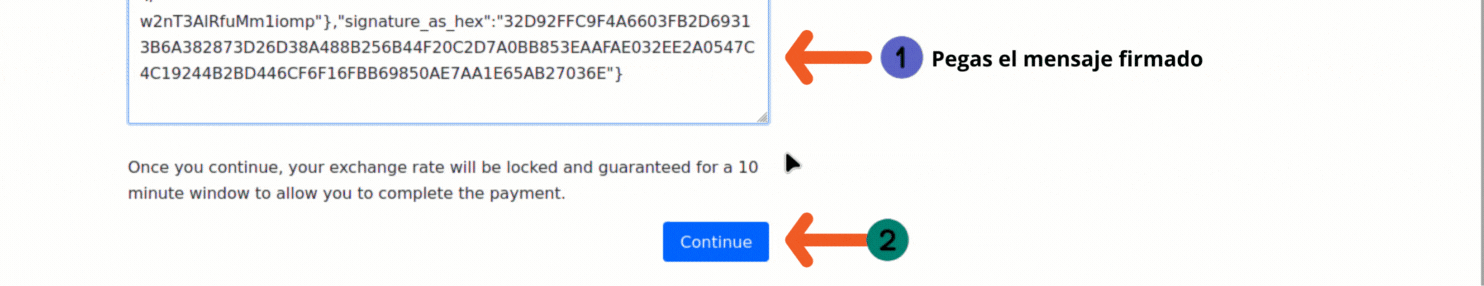 w2nT3AlRfuMm1iomp"},"signature_as_hex":"32D92FFC9F4A6603FB2D6931
3B6A382873D26D38A488B256B44F20C2D7A0BB853EAAFAE032EE2A0547C
4C19244B2BD446CF6F16FBB69850AE7AA1E65AB27036E"}
1 Pegas el mensaje firmado
Once you continue, your exchange rate will be locked and guaranteed for a 10
minute window to allow you to complete the payment.
Continue
2